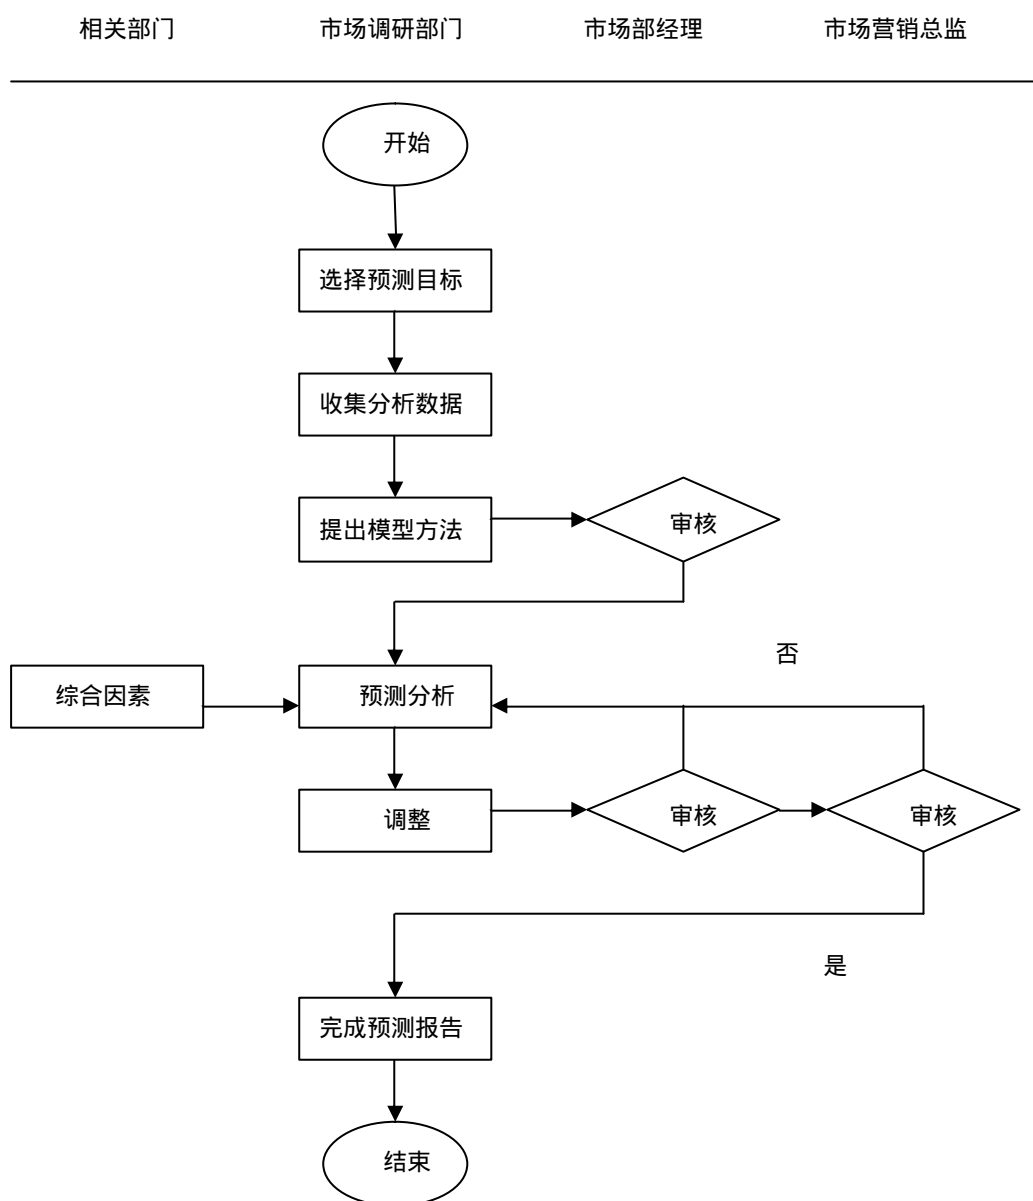 相关部门 市场调研部门 市场部经理 市场营销总监
开始
选择预测目标
收集分析数据
提出模型方法 审核
否
综合因素 预测分析
调整 审核 审核
是
完成预测报告
结束